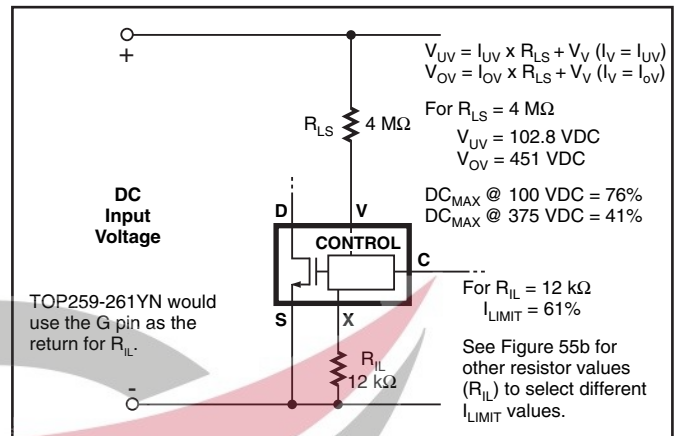 +
V_UV = I_UV x R_LS + V_V (I_V = I_UV)
V_OV = I_OV x R_LS + V_V (I_V = I_oV)
For R_LS = 4 MΩ
V_UV = 102.8 VDC
V_OV = 451 VDC
DC_MAX @ 100 VDC = 76%
DC_MAX @ 375 VDC = 41%
R_LS
4 MΩ
DC
Input
Voltage
D
V
CONTROL
C
S
X
TOP259-261YN would
use the G pin as the
return for R_IL.
R_IL
12 kΩ
-
For R_IL = 12 kΩ
I_LIMIT = 61%
See Figure 55b for
other resistor values
(R_IL) to select different
I_LIMIT values.